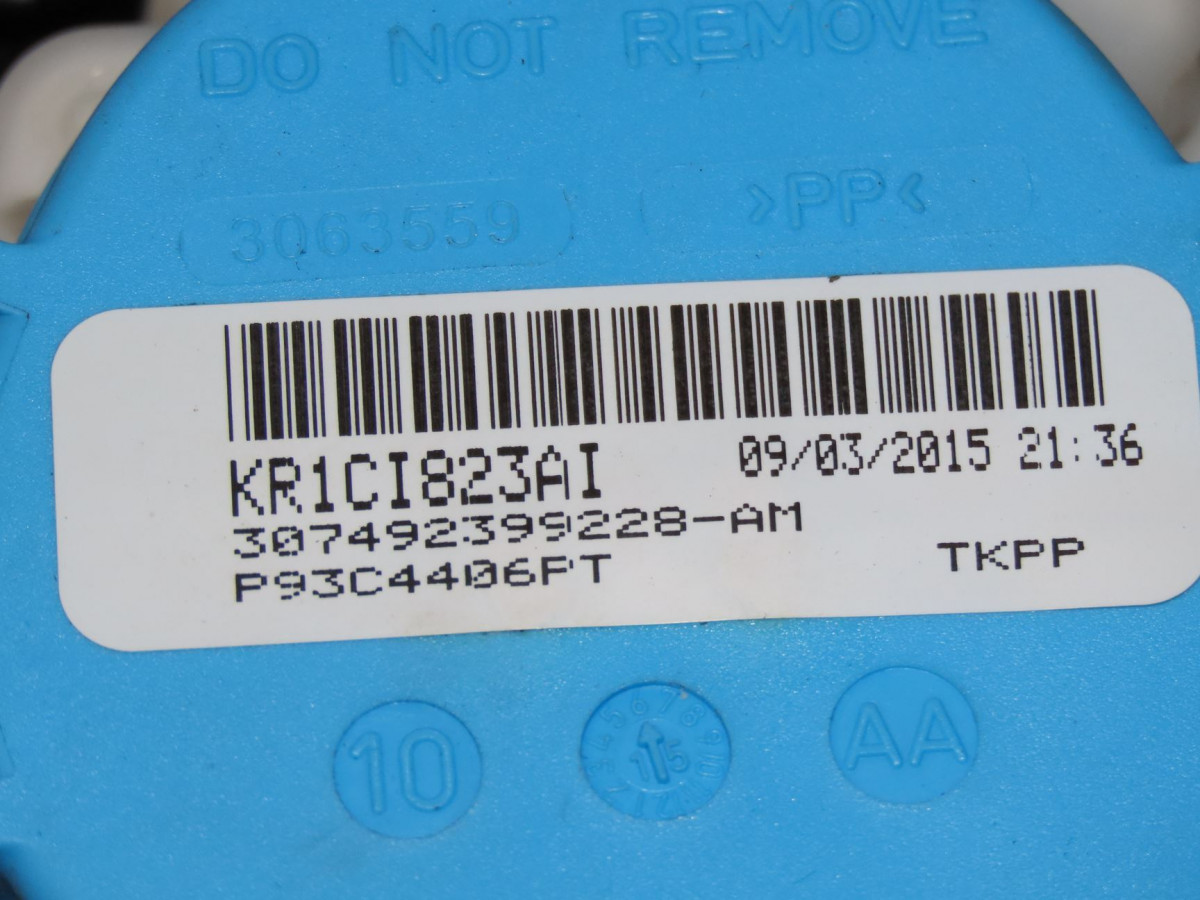 DO NOT REMOVE
3063559 >PP<
KR1CI823AI 09/03/2015 21:36
307492399228-AM
P93C4406PT TKPP
10 AA